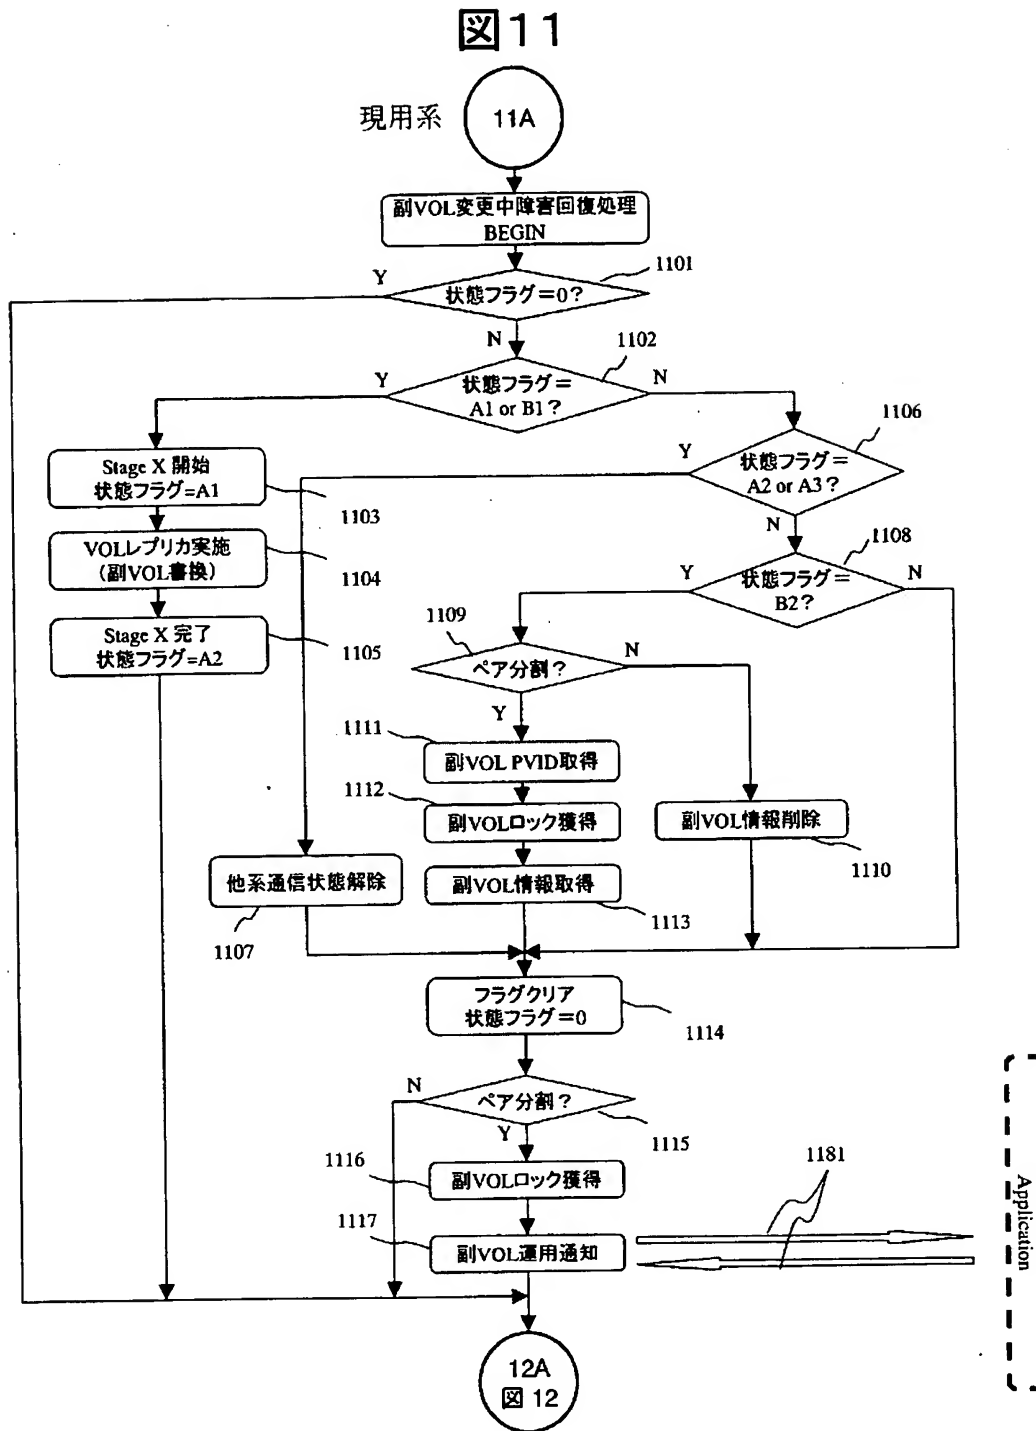 図11
現用系
11A
副VOL変更中障害回復処理
BEGIN
1101
Y
状態フラグ=0?
N
1102
Y
状態フラグ=
A1 or B1?
N
1106
Y
状態フラグ=
A2 or A3?
N
Stage X 開始
状態フラグ=A1
1103
VOLレプリカ実施
(副VOL書換)
1104
Stage X 完了
状態フラグ=A2
1105
1108
Y
状態フラグ=
B2?
N
1109
ペア分割?
N
Y
1111
副VOL PVID取得
1112
副VOLロック獲得
副VOL情報削除
1110
他系通信状態解除
1107
副VOL情報取得
1113
フラグクリア
状態フラグ=0
1114
N
ペア分割?
1115
Y
1116
副VOLロック獲得
1117
副VOL運用通知
1181
Application
12A
図 12